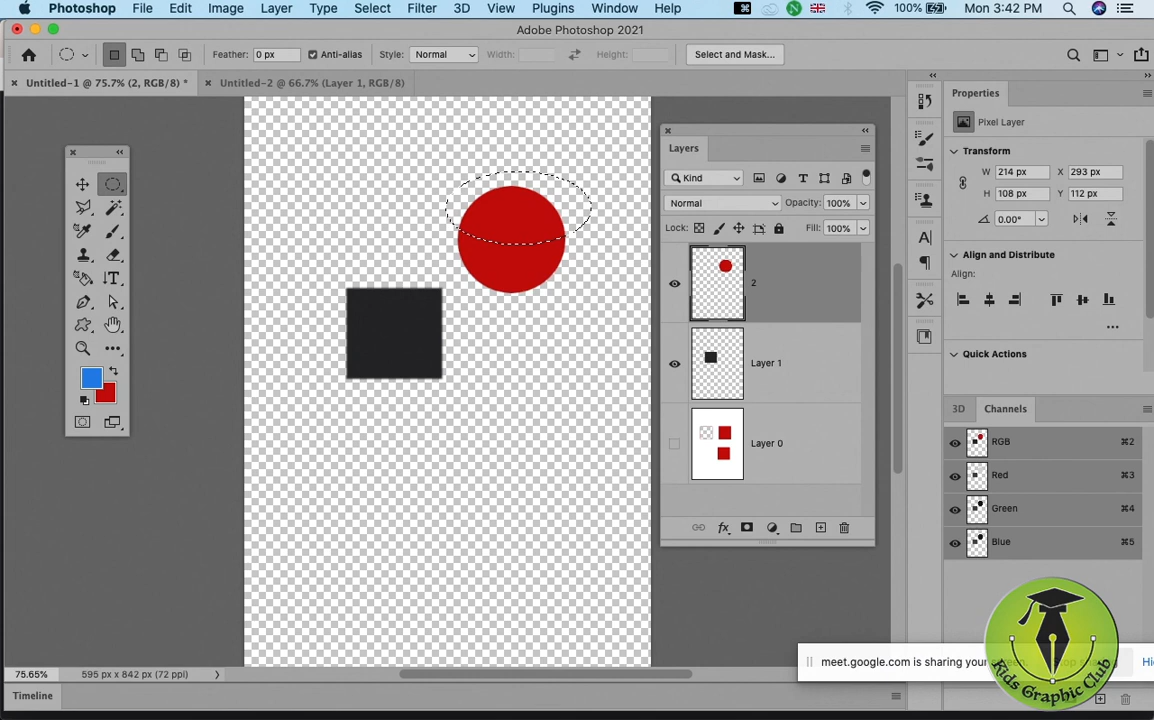 Photoshop File Edit Image Layer Type Select Filter 3D View Plugins Window Help 100% Mon 3:42 PM
Adobe Photoshop 2021
Feather: 0 px Anti-alias Style: Normal Width: Height: Select and Mask...
Untitled-1 @ 75.7% (2, RGB/8) * Untitled-2 @ 66.7% (Layer 1, RGB/8)
Layers
Kind
Normal Opacity: 100%
Lock: Fill: 100%
2
Layer 1
Layer 0
fx
Properties
Pixel Layer
Transform
W 214 px X 293 px
H 108 px Y 112 px
0.00°
Align and Distribute
Align:
Quick Actions
3D Channels
RGB ⌘2
Red ⌘3
Green ⌘4
Blue ⌘5
meet.google.com is sharing your screen.
Kids Graphic Club
75.65% 595 px x 842 px (72 ppi)
Timeline